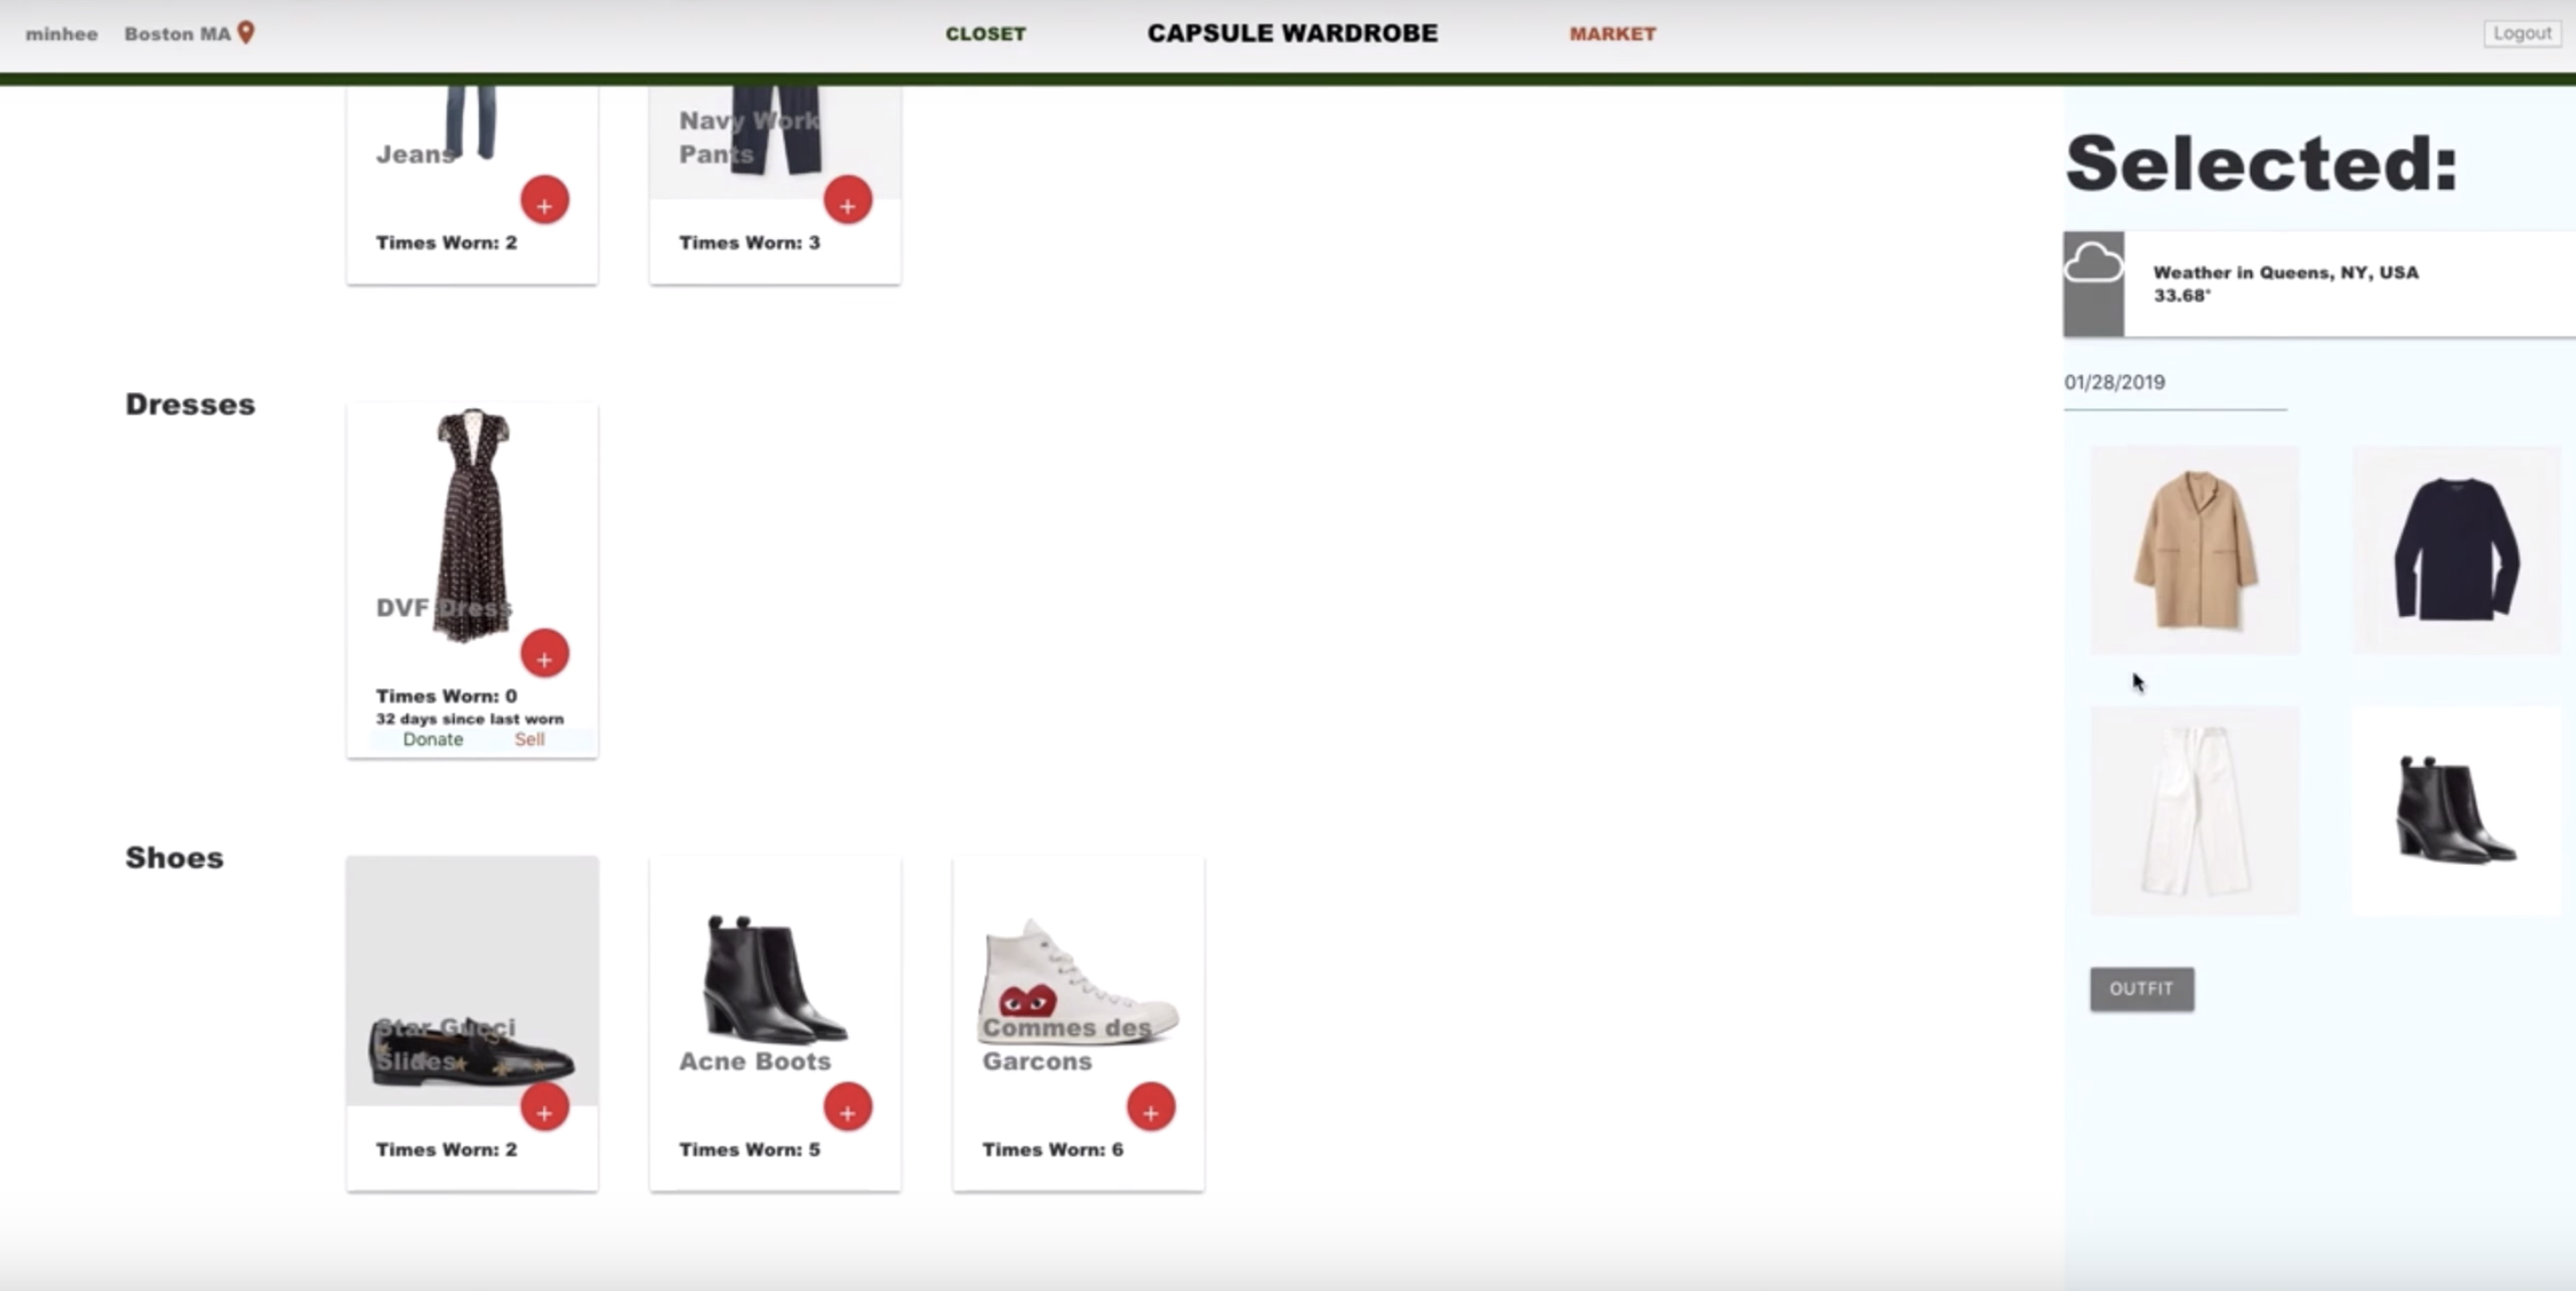 minhee Boston MA CLOSET CAPSULE WARDROBE MARKET Logout
Jeans
Times Worn: 2
Navy Work
Pants
Times Worn: 3
Dresses
DVF Dress
Times Worn: 0
32 days since last worn
Donate Sell
Shoes
Star Gucci
Slides
Times Worn: 2
Acne Boots
Times Worn: 5
Commes des
Garcons
Times Worn: 6
Selected:
Weather in Queens, NY, USA
33.68°
01/28/2019
OUTFIT